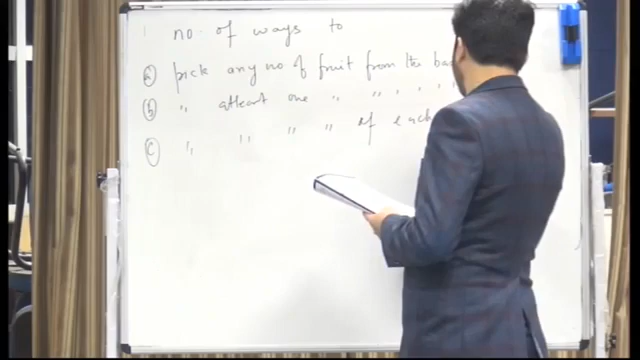 no. of ways to
(a) pick any no of fruit from the ba
(b) " atleast one " " " " "
(c) " " " " of each